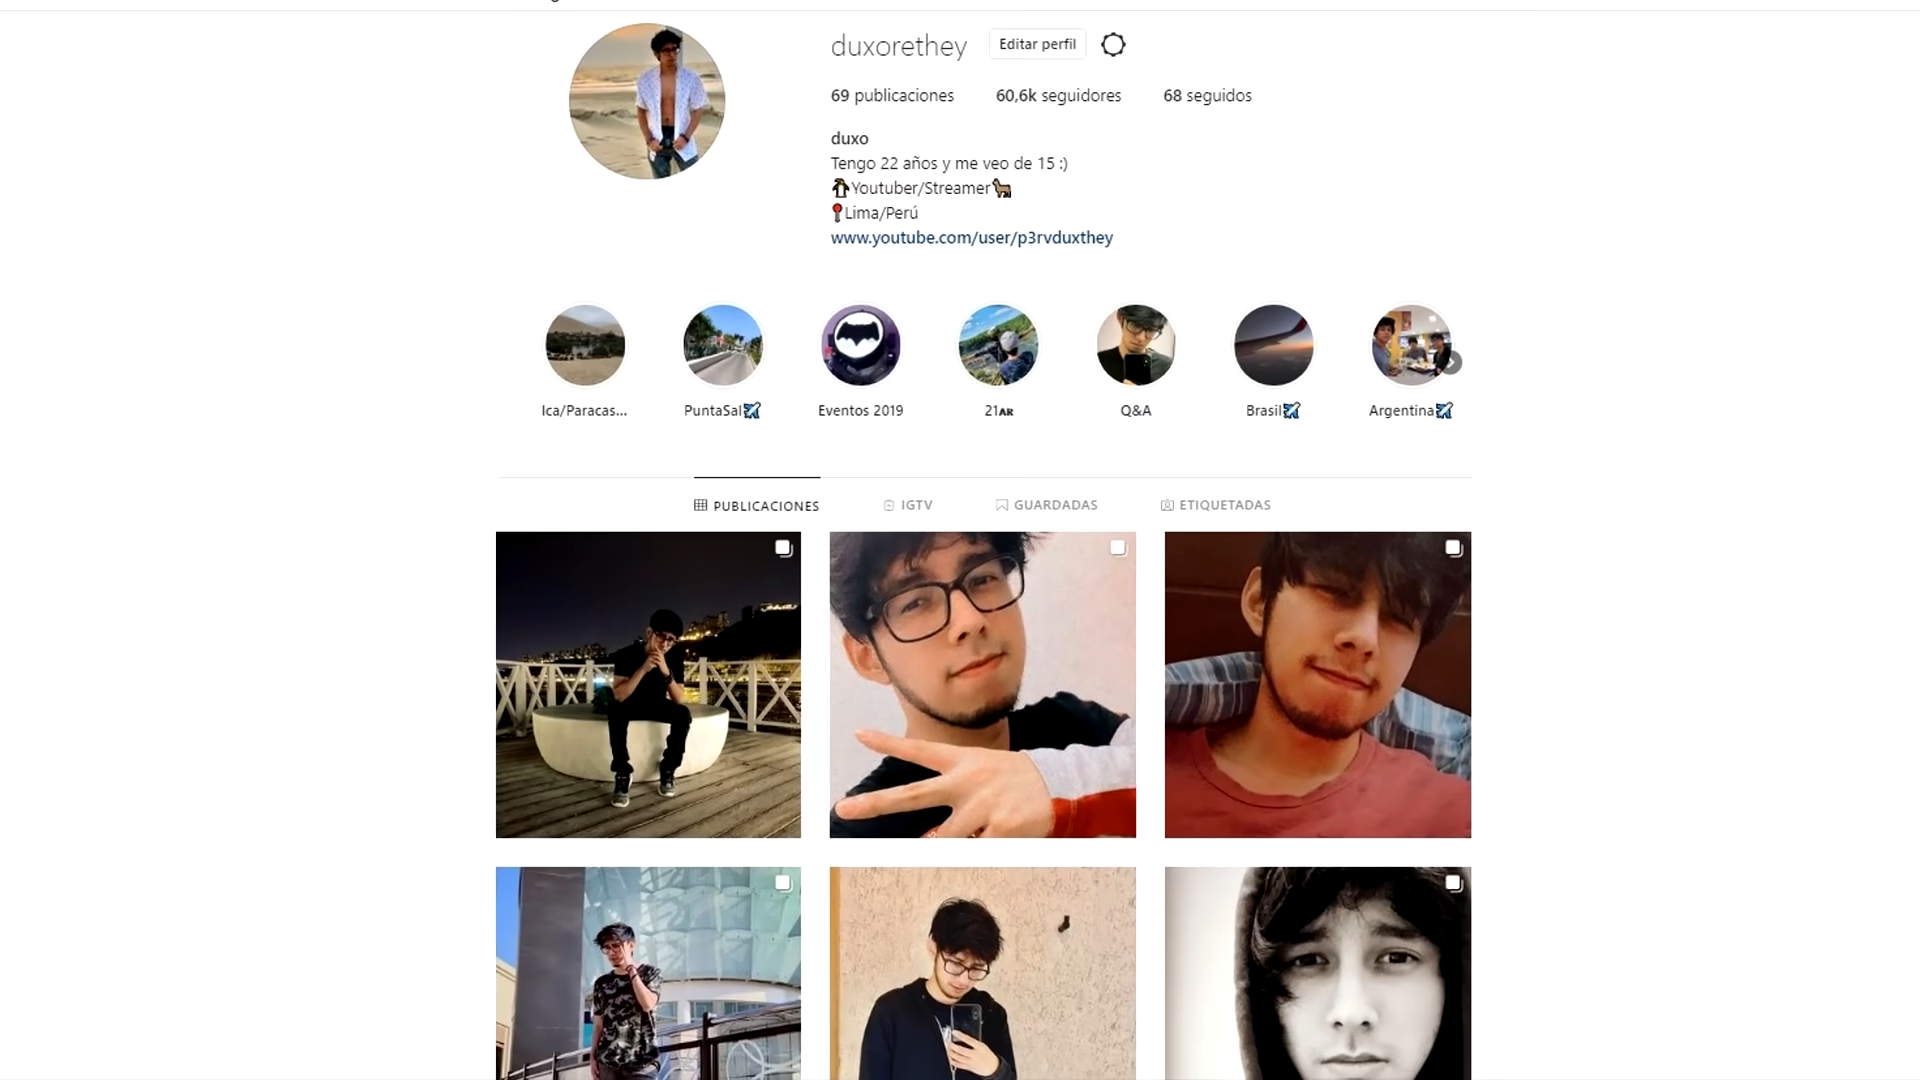 duxorethey
Editar perfil
69 publicaciones 60,6k seguidores 68 seguidos
duxo
Tengo 22 años y me veo de 15 :)
🐧Youtuber/Streamer🐐
📍Lima/Perú
www.youtube.com/user/p3rvduxthey
Ica/Paracas...
PuntaSal✈️
Eventos 2019
21AR
Q&A
Brasil✈️
Argentina✈️
PUBLICACIONES
IGTV
GUARDADAS
ETIQUETADAS